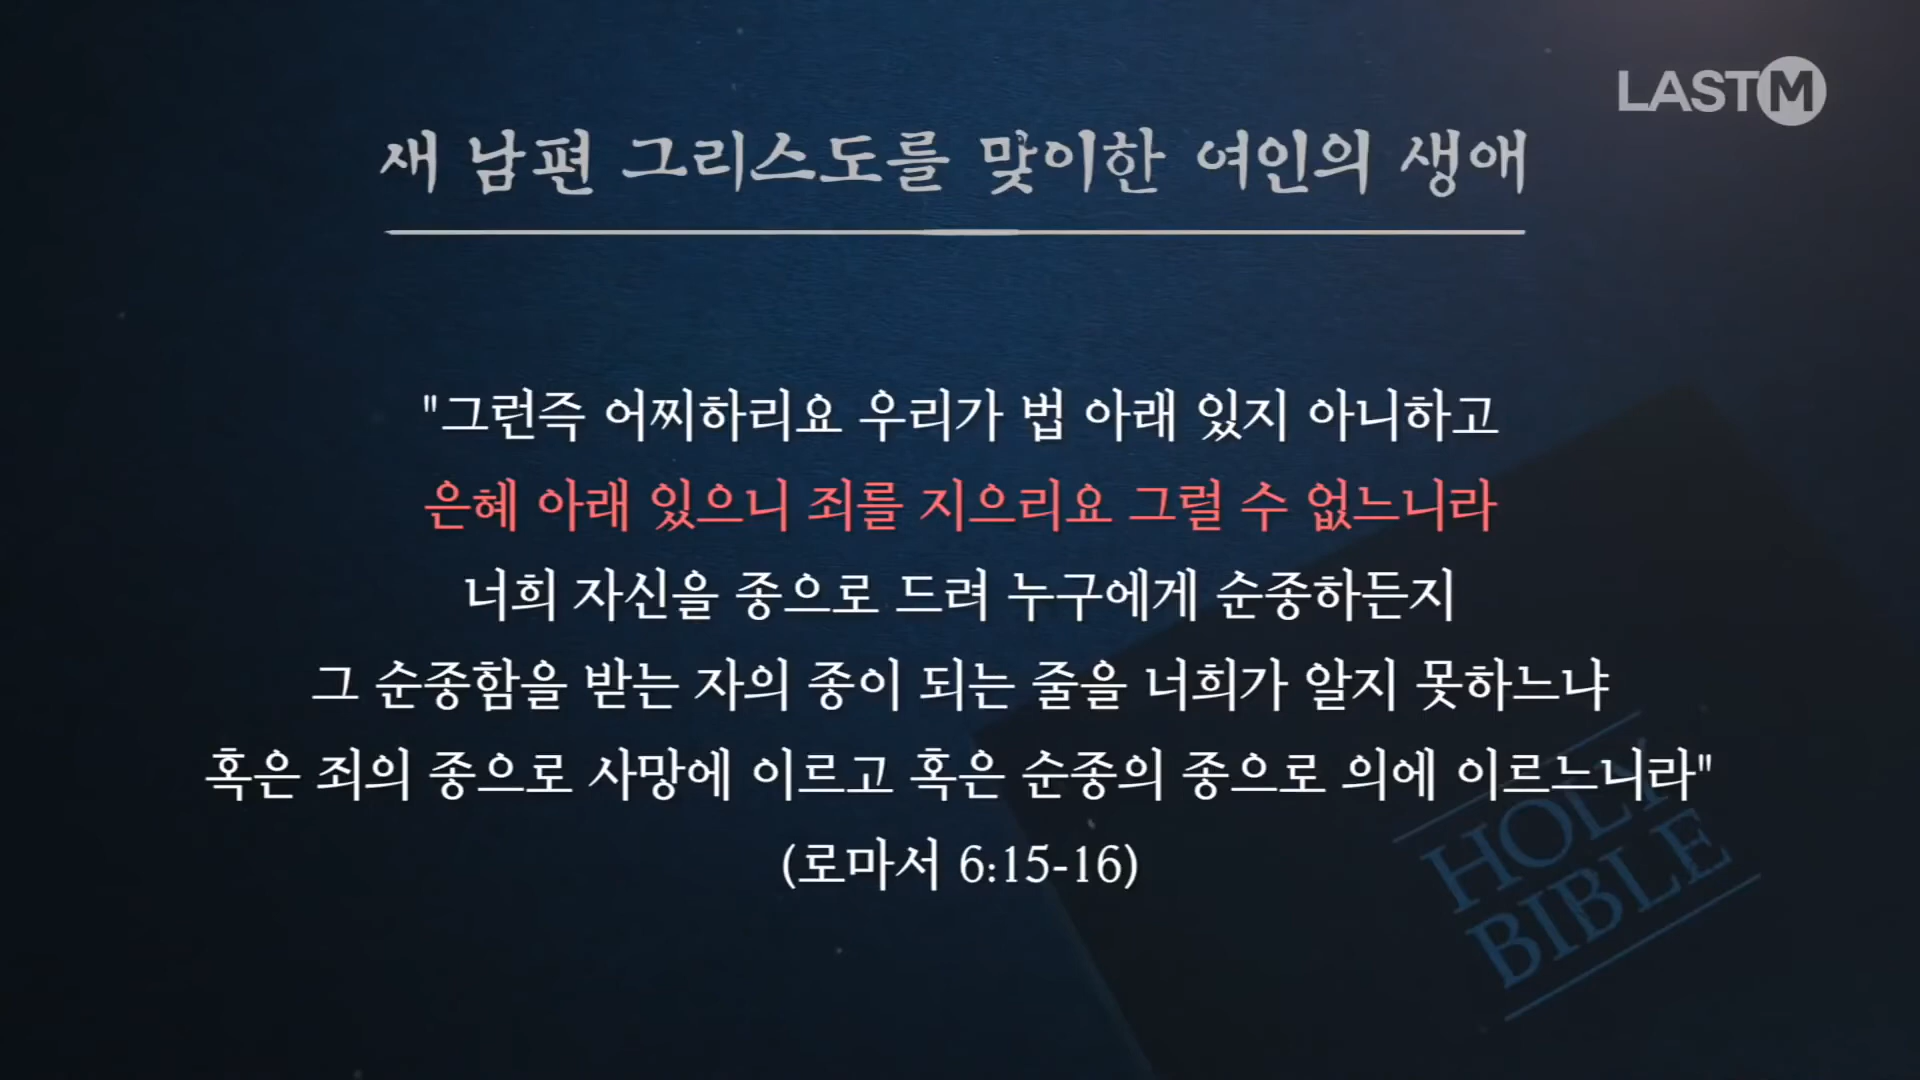 LASTM
새 남편 그리스도를 맞이한 여인의 생애
"그런즉 어찌하리요 우리가 법 아래 있지 아니하고
은혜 아래 있으니 죄를 지으리요 그럴 수 없느니라
너희 자신을 종으로 드려 누구에게 순종하든지
그 순종함을 받는 자의 종이 되는 줄을 너희가 알지 못하느냐
혹은 죄의 종으로 사망에 이르고 혹은 순종의 종으로 의에 이르느니라"
(로마서 6:15-16)
HOLY
BIBLE